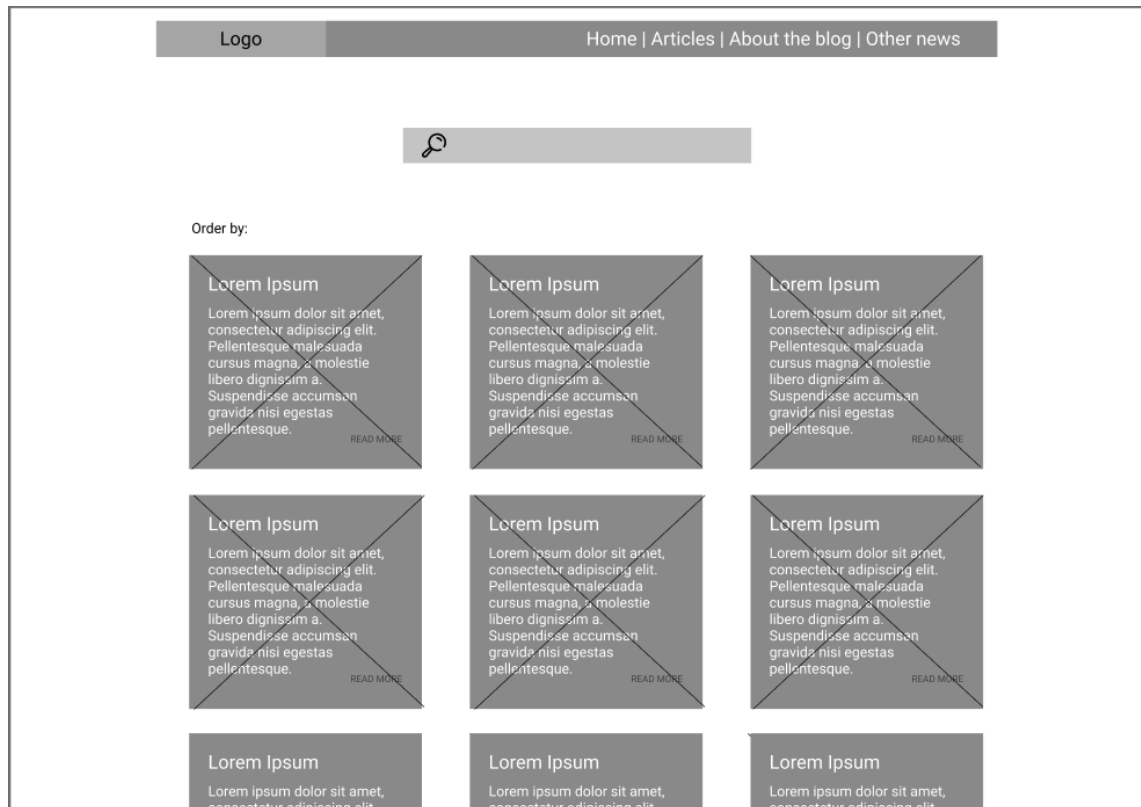 Logo
Home | Articles | About the blog | Other news
Order by:
Lorem Ipsum
Lorem ipsum dolor sit amet,
consectetur adipiscing elit.
Pellentesque malesuada
cursus magna, a molestie
libero dignissim a.
Suspendisse accumsan
gravida nisi egestas
pellentesque.
READ MORE
Lorem Ipsum
Lorem ipsum dolor sit amet,
consectetur adipiscing elit.
Pellentesque malesuada
cursus magna, a molestie
libero dignissim a.
Suspendisse accumsan
gravida nisi egestas
pellentesque.
READ MORE
Lorem Ipsum
Lorem ipsum dolor sit amet,
consectetur adipiscing elit.
Pellentesque malesuada
cursus magna, a molestie
libero dignissim a.
Suspendisse accumsan
gravida nisi egestas
pellentesque.
READ MORE
Lorem Ipsum
Lorem ipsum dolor sit amet,
consectetur adipiscing elit.
Pellentesque malesuada
cursus magna, a molestie
libero dignissim a.
Suspendisse accumsan
gravida nisi egestas
pellentesque.
READ MORE
Lorem Ipsum
Lorem ipsum dolor sit amet,
consectetur adipiscing elit.
Pellentesque malesuada
cursus magna, a molestie
libero dignissim a.
Suspendisse accumsan
gravida nisi egestas
pellentesque.
READ MORE
Lorem Ipsum
Lorem ipsum dolor sit amet,
consectetur adipiscing elit.
Pellentesque malesuada
cursus magna, a molestie
libero dignissim a.
Suspendisse accumsan
gravida nisi egestas
pellentesque.
READ MORE
Lorem Ipsum
Lorem ipsum dolor sit amet,
consectetur adipiscing elit.
Lorem Ipsum
Lorem ipsum dolor sit amet,
consectetur adipiscing elit.
Lorem Ipsum
Lorem ipsum dolor sit amet,
consectetur adipiscing elit.